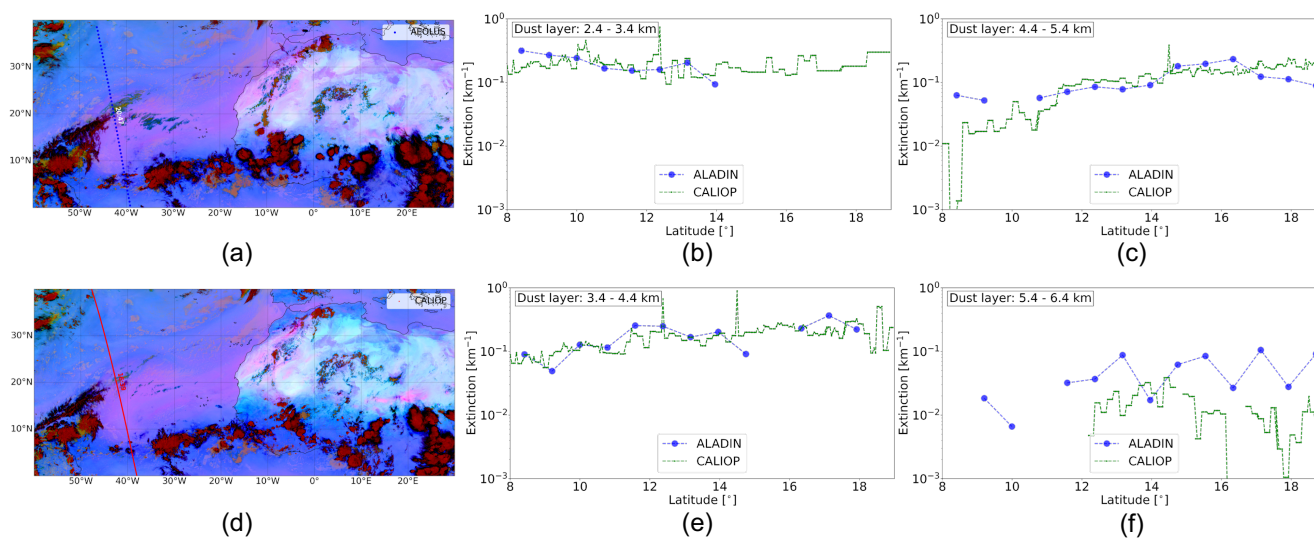 AEOLUS
30°N
20°N
10°N
20:47
50°W 40°W 30°W 20°W 10°W 0°E 10°E 20°E
(a)
Dust layer: 2.4 - 3.4 km
Extinction [km⁻¹]
10⁰
10⁻¹
10⁻²
10⁻³
ALADIN
CALIOP
8 10 12 14 16 18
Latitude [°]
(b)
Dust layer: 4.4 - 5.4 km
Extinction [km⁻¹]
10⁰
10⁻¹
10⁻²
10⁻³
ALADIN
CALIOP
8 10 12 14 16 18
Latitude [°]
(c)
CALIOP
30°N
20°N
10°N
50°W 40°W 30°W 20°W 10°W 0°E 10°E 20°E
(d)
Dust layer: 3.4 - 4.4 km
Extinction [km⁻¹]
10⁰
10⁻¹
10⁻²
10⁻³
ALADIN
CALIOP
8 10 12 14 16 18
Latitude [°]
(e)
Dust layer: 5.4 - 6.4 km
Extinction [km⁻¹]
10⁰
10⁻¹
10⁻²
10⁻³
ALADIN
CALIOP
8 10 12 14 16 18
Latitude [°]
(f)